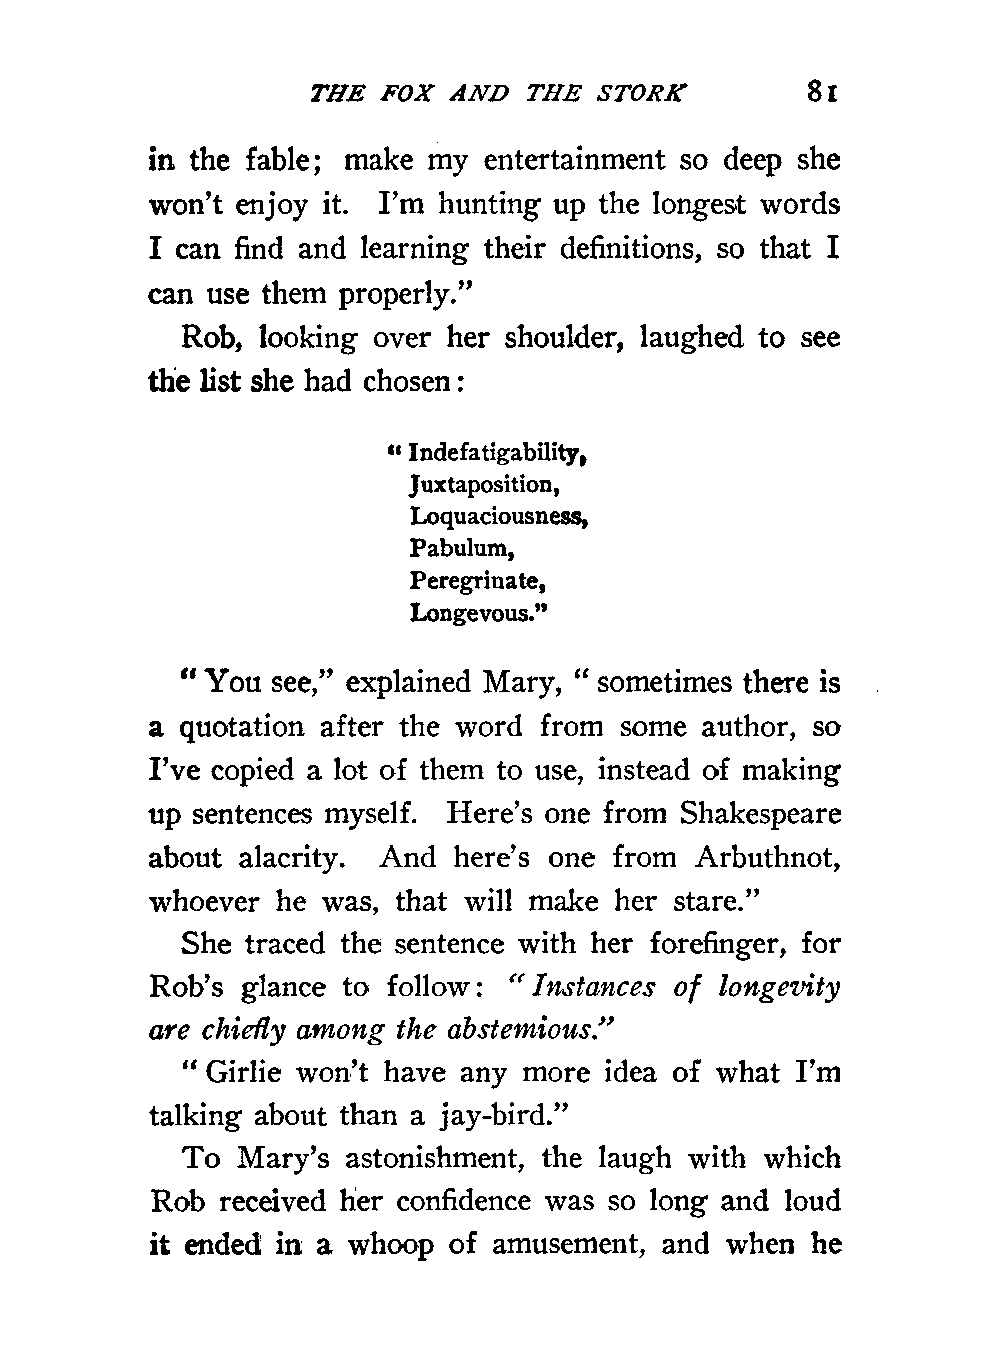 THE FOX AND THE STORK 81
in the fable; make my entertainment so deep she
won't enjoy it. I'm hunting up the longest words
I can find and learning their definitions, so that I
can use them properly."
Rob, looking over her shoulder, laughed to see
the list she had chosen:
"Indefatigability,
Juxtaposition,
Loquaciousness,
Pabulum,
Peregrinate,
Longevous."
"You see," explained Mary, "sometimes there is
a quotation after the word from some author, so
I've copied a lot of them to use, instead of making
up sentences myself. Here's one from Shakespeare
about alacrity. And here's one from Arbuthnot,
whoever he was, that will make her stare."
She traced the sentence with her forefinger, for
Rob's glance to follow: "Instances of longevity
are chiefly among the abstemious."
"Girlie won't have any more idea of what I'm
talking about than a jay-bird."
To Mary's astonishment, the laugh with which
Rob received her confidence was so long and loud
it ended in a whoop of amusement, and when he